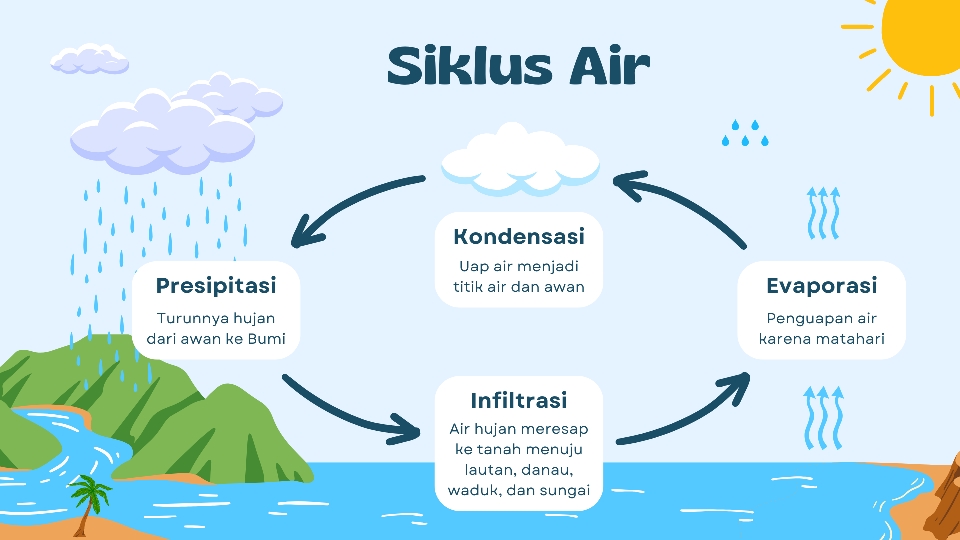 Siklus Air
Kondensasi
Uap air menjadi
titik air dan awan
Presipitasi
Turunnya hujan
dari awan ke Bumi
Evaporasi
Penguapan air
karena matahari
Infiltrasi
Air hujan meresap
ke tanah menuju
lautan, danau,
waduk, dan sungai